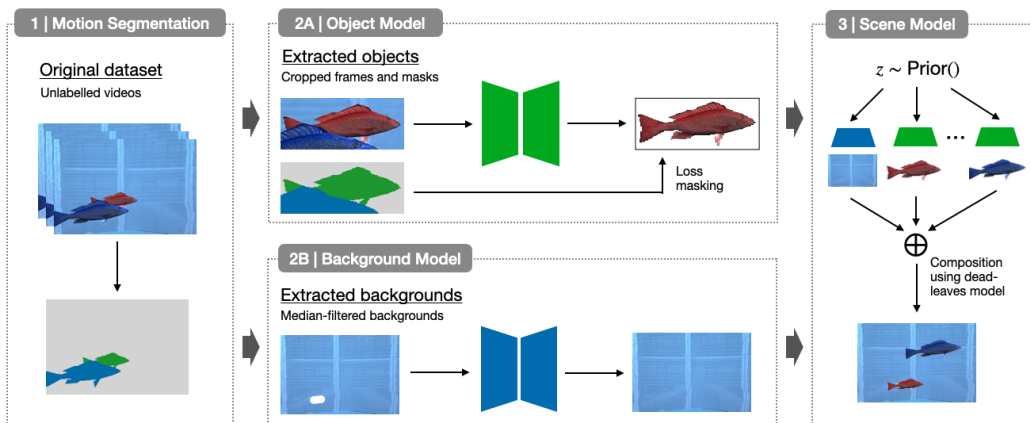 1 | Motion Segmentation
Original dataset
Unlabelled videos
2A | Object Model
Extracted objects
Cropped frames and masks
Loss
masking
2B | Background Model
Extracted backgrounds
Median-filtered backgrounds
3 | Scene Model
z ~ Prior()
...
Composition
using dead-
leaves model